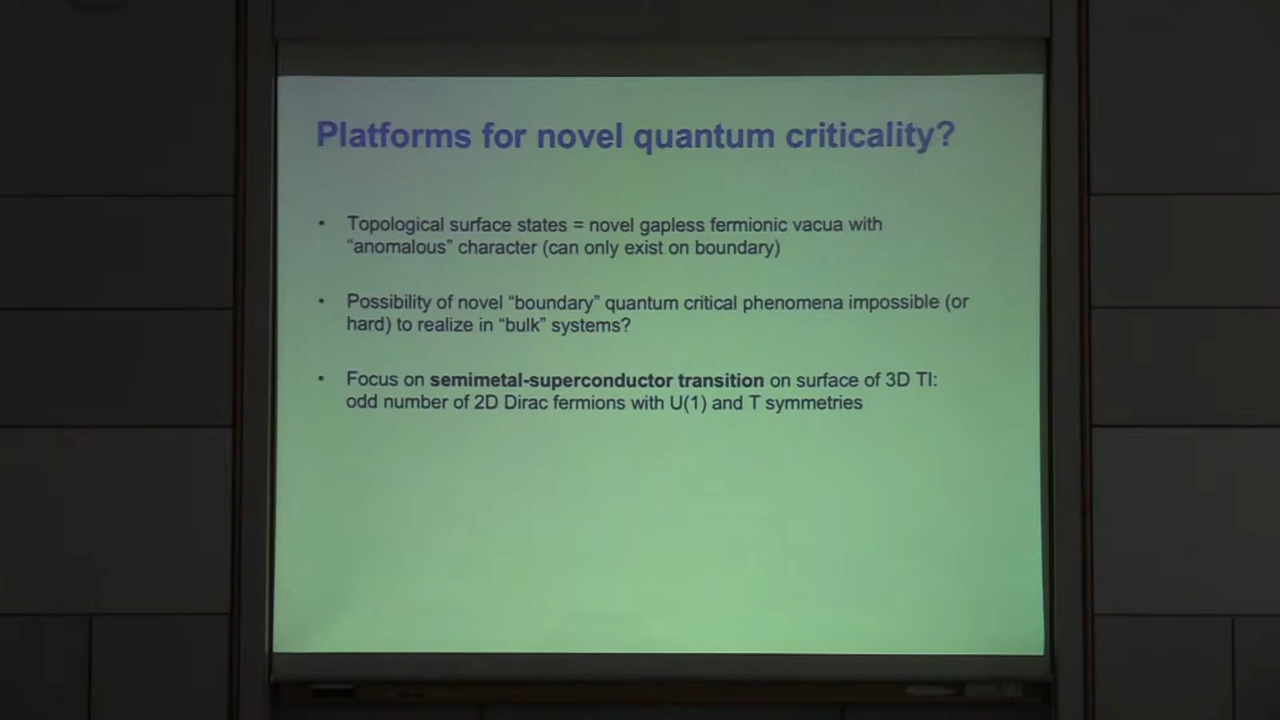 Platforms for novel quantum criticality?
• Topological surface states = novel gapless fermionic vacua with
“anomalous” character (can only exist on boundary)
• Possibility of novel “boundary” quantum critical phenomena impossible (or
hard) to realize in “bulk” systems?
• Focus on semimetal-superconductor transition on surface of 3D TI:
odd number of 2D Dirac fermions with U(1) and T symmetries